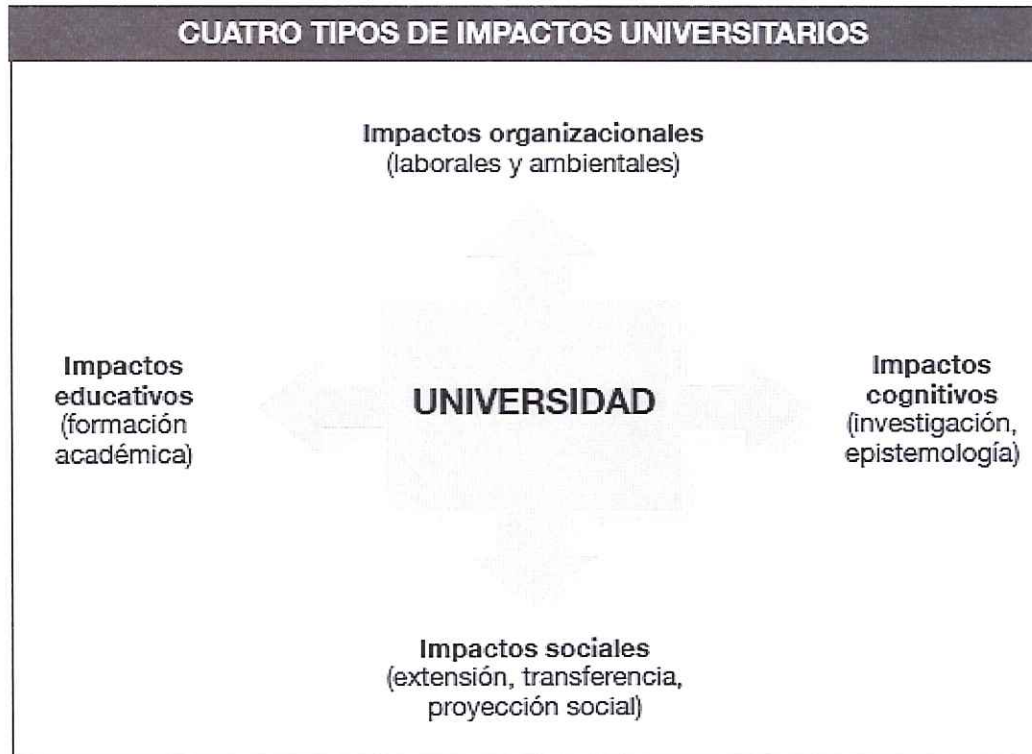 CUATRO TIPOS DE IMPACTOS UNIVERSITARIOS
Impactos organizacionales
(laborales y ambientales)
Impactos
educativos
(formación
académica)
UNIVERSIDAD
Impactos
cognitivos
(investigación,
epistemología)
Impactos sociales
(extensión, transferencia,
proyección social)